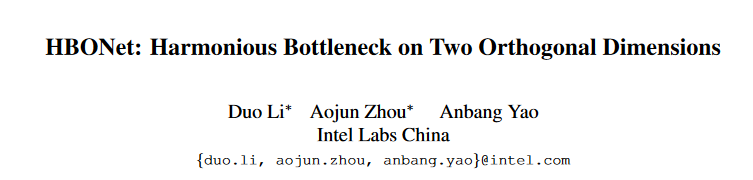 HBONet: Harmonious Bottleneck on Two Orthogonal Dimensions
Duo Li* Aojun Zhou* Anbang Yao
Intel Labs China
{duo.li, aojun.zhou, anbang.yao}@intel.com